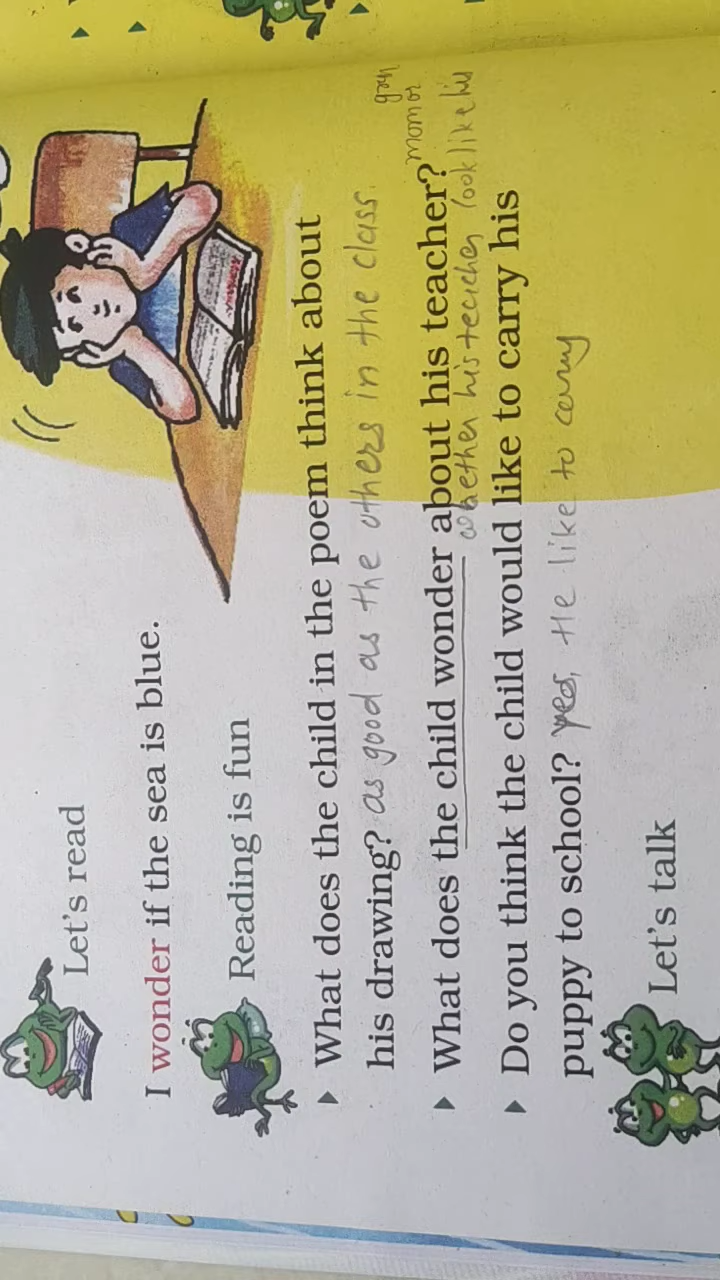 Let's read
I wonder if the sea is blue.
Reading is fun
What does the child in the poem think about
his drawing? as good as the others in the class.
What does the child wonder about his teacher?
whether his teacher look like his
mom or
gran
Do you think the child would like to carry his
puppy to school? yes, He like to carry
Let's talk